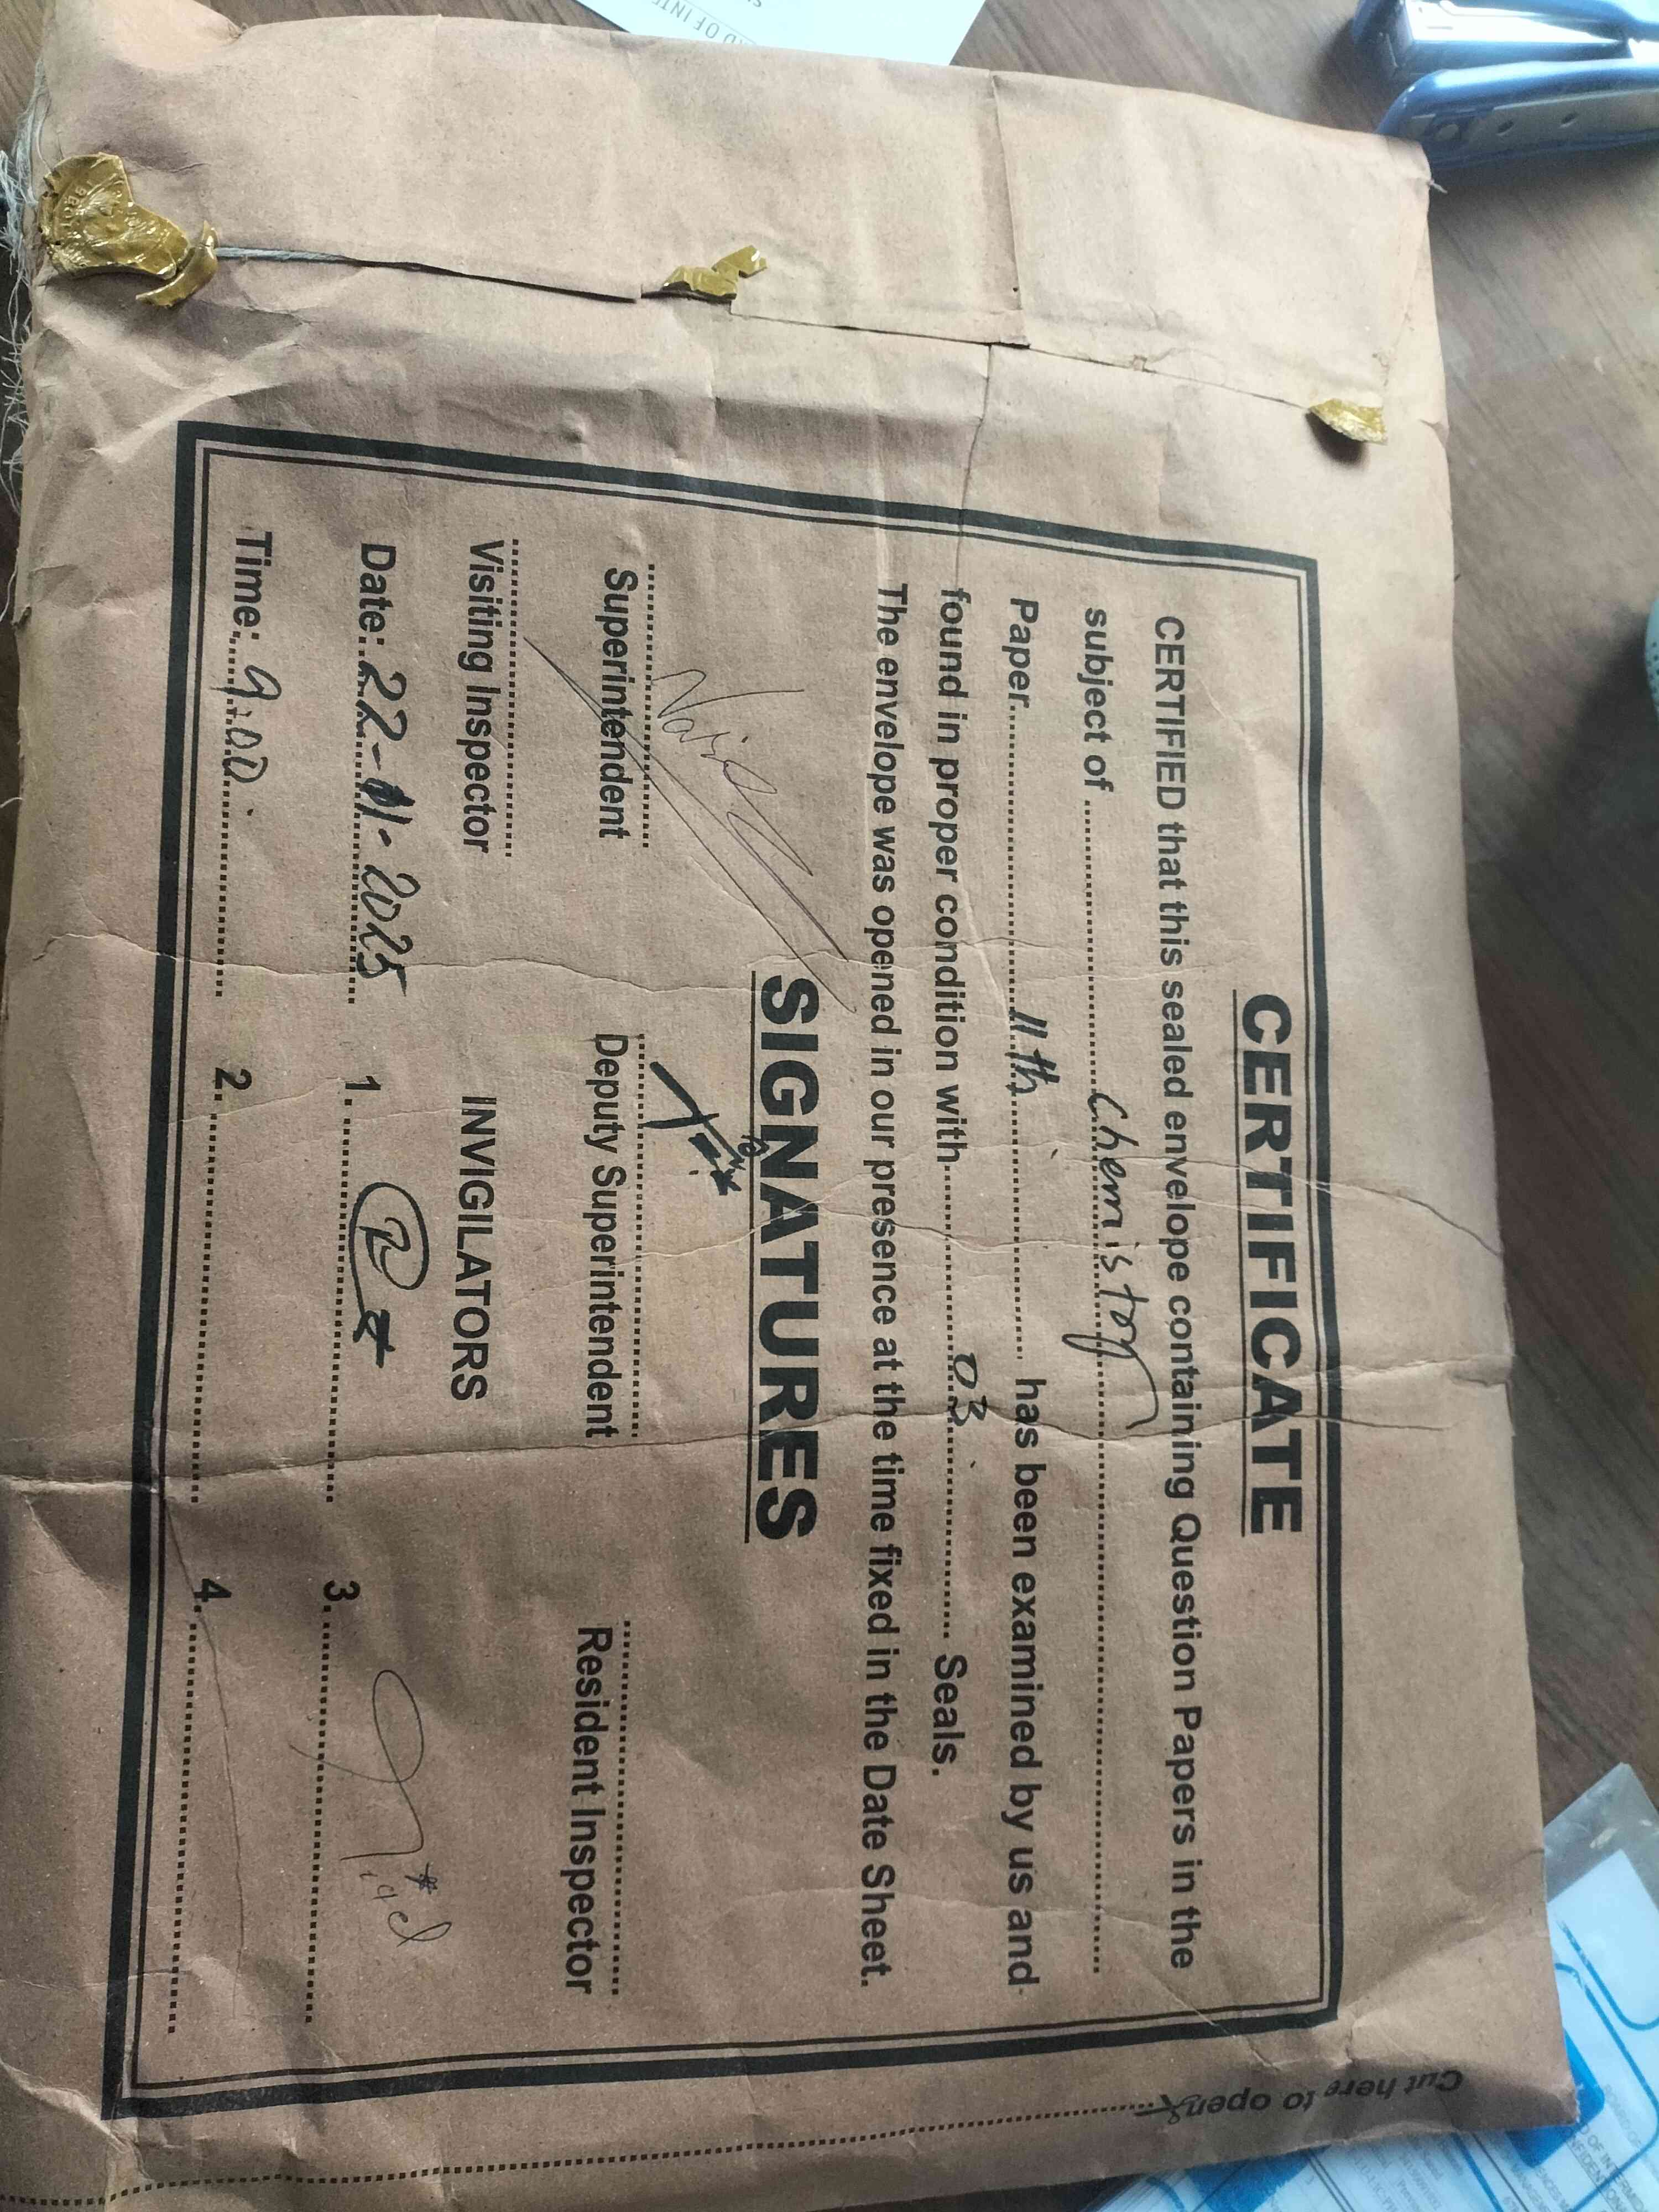 CERTIFICATE
CERTIFIED that this sealed envelope containing Question Papers in the
subject of ........ Chemistry ........
Paper........ 11th ........ has been examined by us and
found in proper condition with........ 03 ........ Seals.
The envelope was opened in our presence at the time fixed in the Date Sheet.
SIGNATURES
Superintendent
Deputy Superintendent
Resident Inspector
Visiting Inspector
INVIGILATORS
Date: 22-11-2025
1.
3.
Time: 9:00
2.
4.
Cut here to open